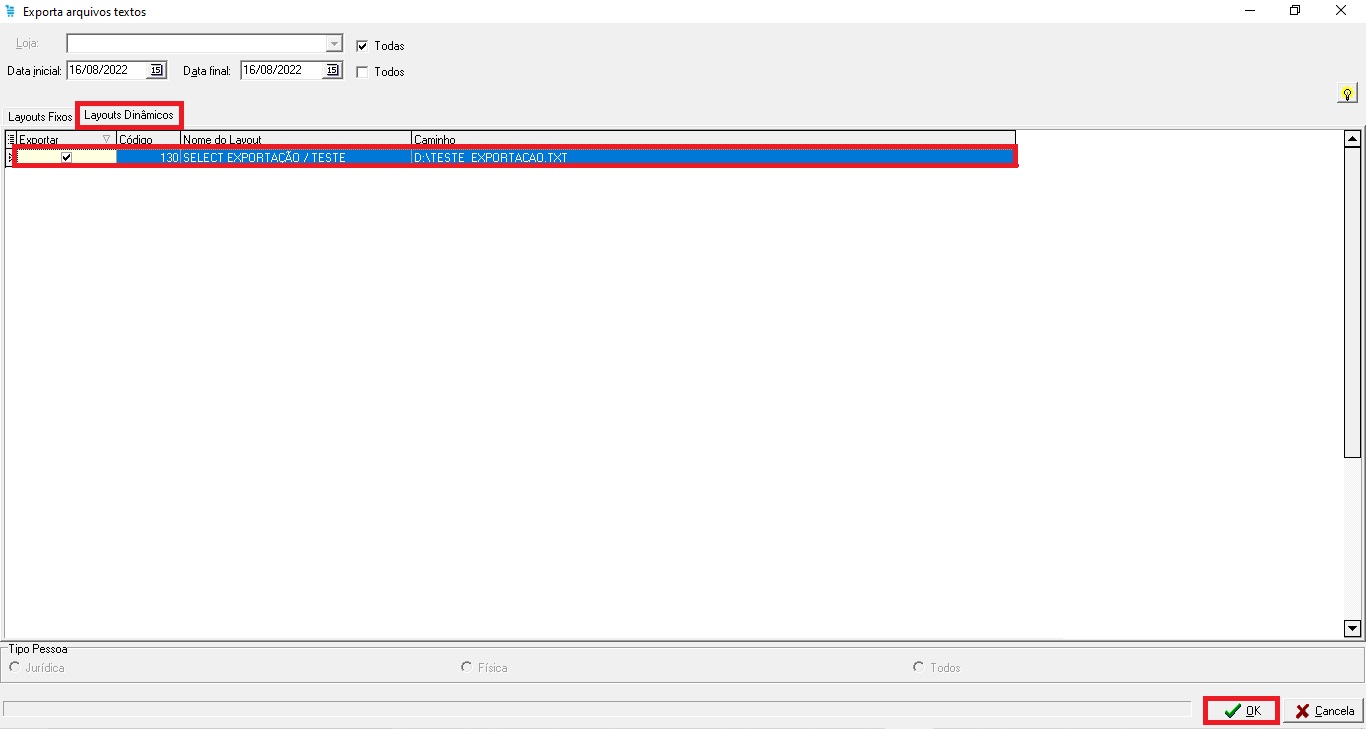 Exporta arquivos textos
Loja: Todas
Data inicial: 16/08/2022 15 Data final: 16/08/2022 15 Todos
Layouts Fixos Layouts Dinâmicos
Exportar Código Nome do Layout Caminho
130 SELECT EXPORTAÇÃO / TESTE D:\TESTE_EXPORTACAO.TXT
Tipo Pessoa
Jurídica Física Todos
OK Cancela